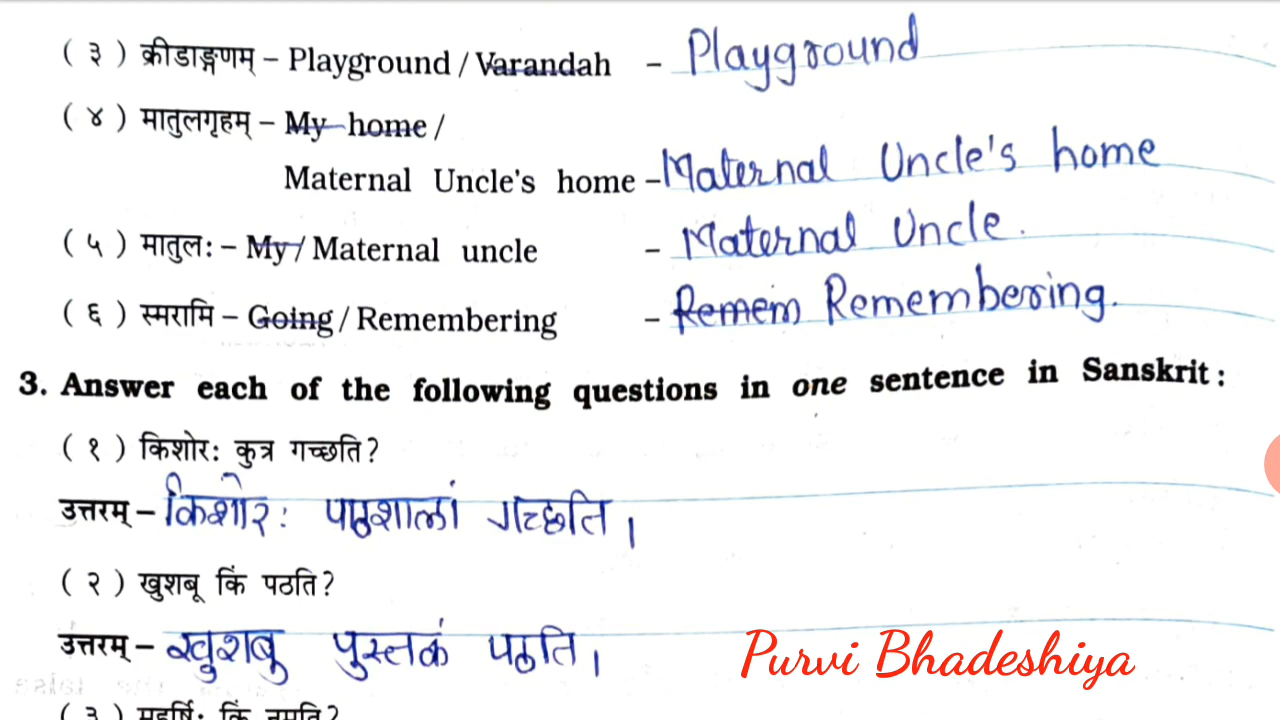 ( ३ ) क्रीडाङ्गणम् – Playground / Varandah - Playground
( ४ ) मातुलगृहम् – My home /
Maternal Uncle's home - Maternal Uncle's home
( ५ ) मातुलः – My / Maternal uncle - Maternal Uncle.
( ६ ) स्मरामि – Going / Remembering - Remem Remembering.
3. Answer each of the following questions in one sentence in Sanskrit :
( १ ) किशोरः कुत्र गच्छति?
उत्तरम् – किशोरः पाठशालां गच्छति।
( २ ) खुशबू किं पठति?
उत्तरम् – खुशबु पुस्तकं पठति।
Purvi Bhadeshiya
( ३ ) महर्षिः किं नमति?